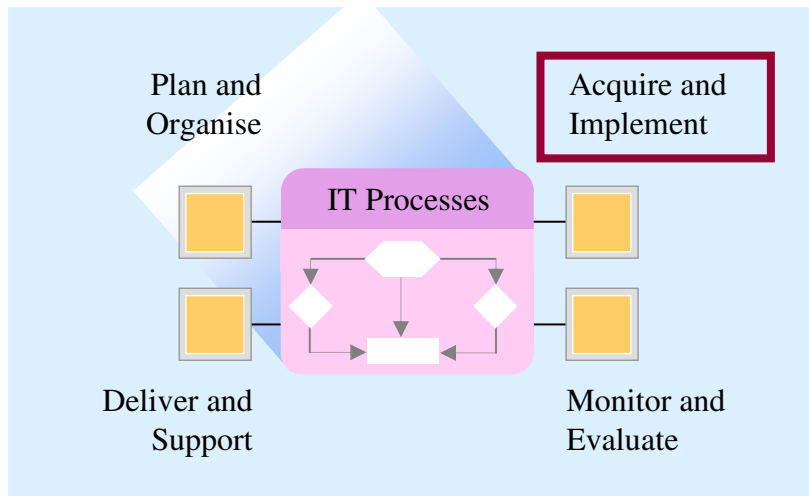 Plan and
Organise
Acquire and
Implement
IT Processes
Deliver and
Support
Monitor and
Evaluate